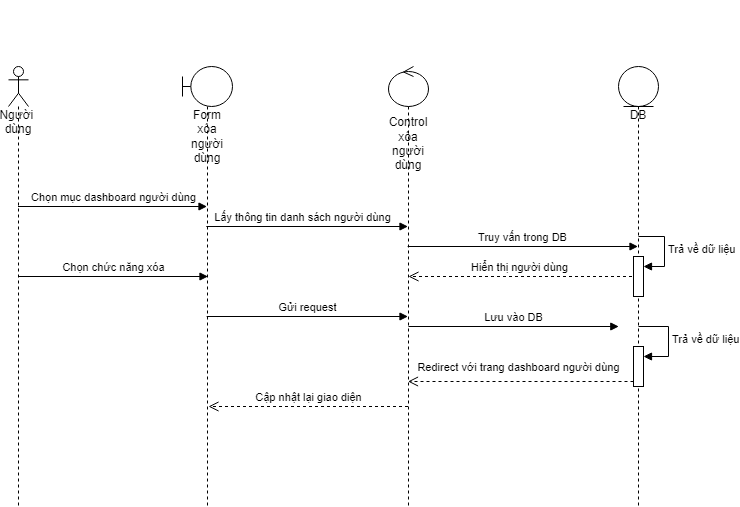 Người
dùng
Form
xóa
người
dùng
Control
xóa
người
dùng
DB
Chọn mục dashboard người dùng
Lấy thông tin danh sách người dùng
Truy vấn trong DB
Trả về dữ liệu
Hiển thị người dùng
Chọn chức năng xóa
Gửi request
Lưu vào DB
Trả về dữ liệu
Redirect với trang dashboard người dùng
Cập nhật lại giao diện